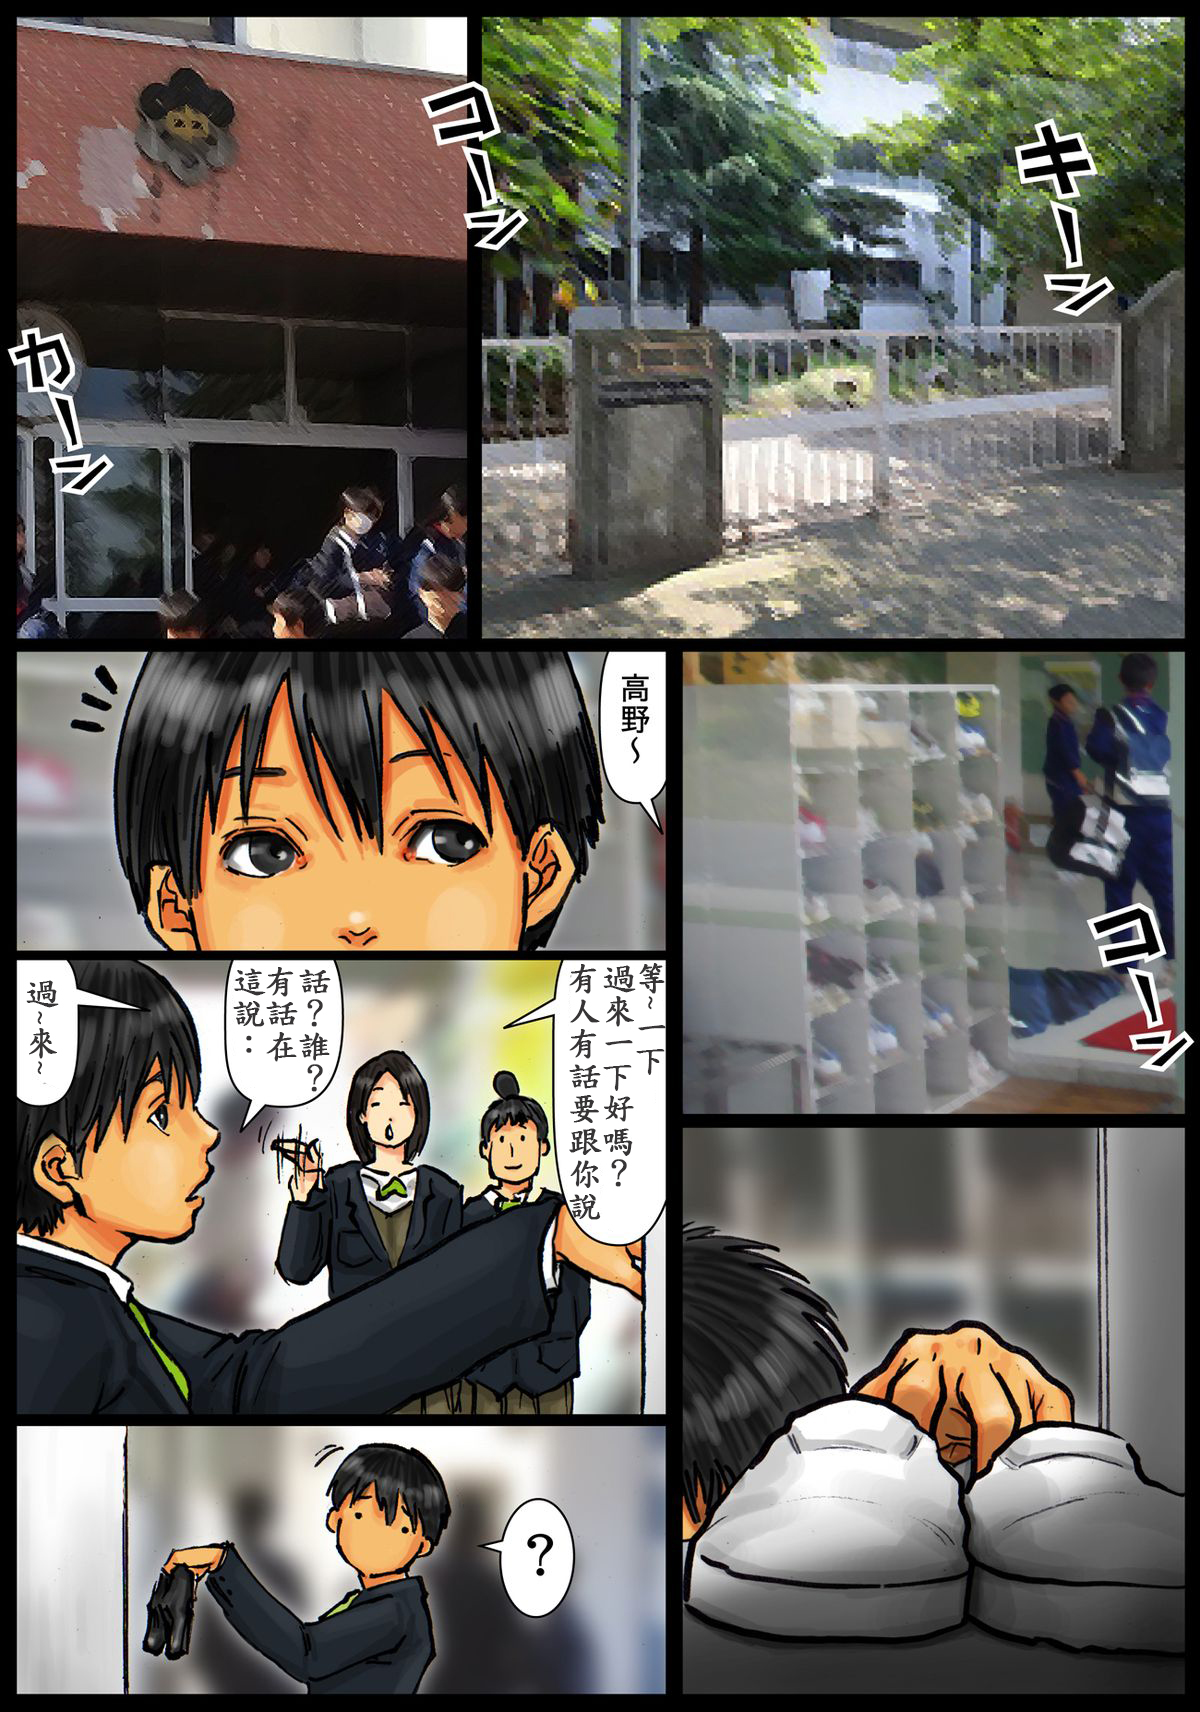 キーン
コーン
カーン
コーン
高野~
等~一下
過來一下好嗎？
有人有話要跟你說
話？誰？
有話在
這說：
過~來~
？